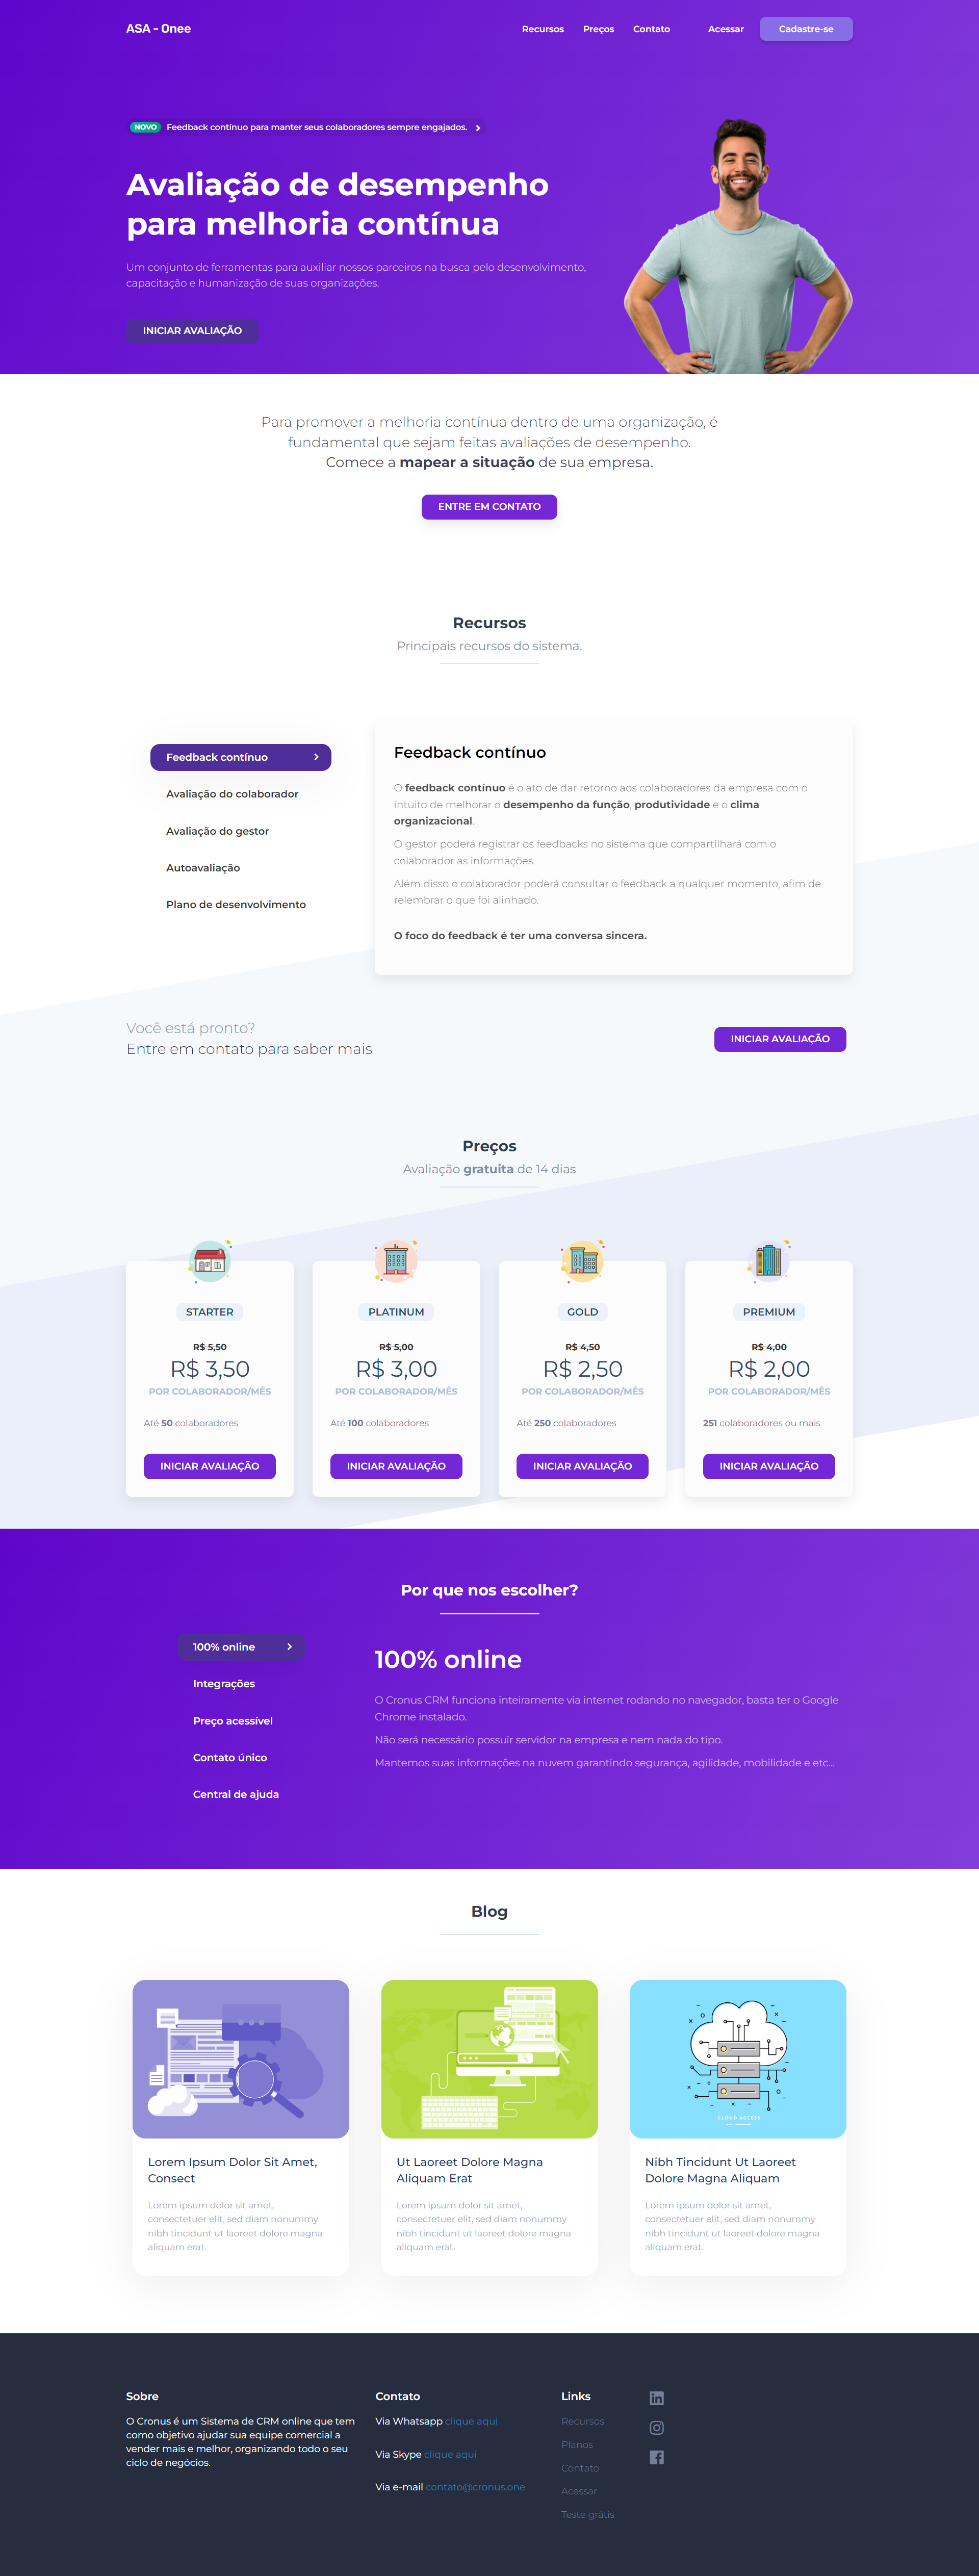 ASA - Onee
Recursos
Preços
Contato
Acessar
Cadastre-se
NOVO Feedback contínuo para manter seus colaboradores sempre engajados.
Avaliação de desempenho
para melhoria contínua
Um conjunto de ferramentas para auxiliar nossos parceiros na busca pelo desenvolvimento,
capacitação e humanização de suas organizações.
INICIAR AVALIAÇÃO
Para promover a melhoria contínua dentro de uma organização, é
fundamental que sejam feitas avaliações de desempenho.
Comece a mapear a situação de sua empresa.
ENTRE EM CONTATO
Recursos
Principais recursos do sistema.
Feedback contínuo
Avaliação do colaborador
Avaliação do gestor
Autoavaliação
Plano de desenvolvimento
Feedback contínuo
O feedback contínuo é o ato de dar retorno aos colaboradores da empresa com o
intuito de melhorar o desempenho da função, produtividade e o clima
organizacional.
O gestor poderá registrar os feedbacks no sistema que compartilhará com o
colaborador as informações.
Além disso o colaborador poderá consultar o feedback a qualquer momento, afim de
relembrar o que foi alinhado.
O foco do feedback é ter uma conversa sincera.
Você está pronto?
Entre em contato para saber mais
INICIAR AVALIAÇÃO
Preços
Avaliação gratuita de 14 dias
STARTER
R$ 5,50
R$ 3,50
POR COLABORADOR/MÊS
Até 50 colaboradores
INICIAR AVALIAÇÃO
PLATINUM
R$ 5,00
R$ 3,00
POR COLABORADOR/MÊS
Até 100 colaboradores
INICIAR AVALIAÇÃO
GOLD
R$ 4,50
R$ 2,50
POR COLABORADOR/MÊS
Até 250 colaboradores
INICIAR AVALIAÇÃO
PREMIUM
R$ 4,00
R$ 2,00
POR COLABORADOR/MÊS
251 colaboradores ou mais
INICIAR AVALIAÇÃO
Por que nos escolher?
100% online
Integrações
Preço acessível
Contato único
Central de ajuda
100% online
O Cronus CRM funciona inteiramente via internet rodando no navegador, basta ter o Google
Chrome instalado.
Não será necessário possuir servidor na empresa e nem nada do tipo.
Mantemos suas informações na nuvem garantindo segurança, agilidade, mobilidade e etc...
Blog
Lorem Ipsum Dolor Sit Amet,
Consect
Lorem ipsum dolor sit amet,
consectetuer elit, sed diam nonummy
nibh tincidunt ut laoreet dolore magna
aliquam erat.
Ut Laoreet Dolore Magna
Aliquam Erat
Lorem ipsum dolor sit amet,
consectetuer elit, sed diam nonummy
nibh tincidunt ut laoreet dolore magna
aliquam erat.
CLOUD ACCESS
Nibh Tincidunt Ut Laoreet
Dolore Magna Aliquam
Lorem ipsum dolor sit amet,
consectetuer elit, sed diam nonummy
nibh tincidunt ut laoreet dolore magna
aliquam erat.
Sobre
O Cronus é um Sistema de CRM online que tem
como objetivo ajudar sua equipe comercial a
vender mais e melhor, organizando todo o seu
ciclo de negócios.
Contato
Via Whatsapp clique aqui
Via Skype clique aqui
Via e-mail contato@cronus.one
Links
Recursos
Planos
Contato
Acessar
Teste grátis